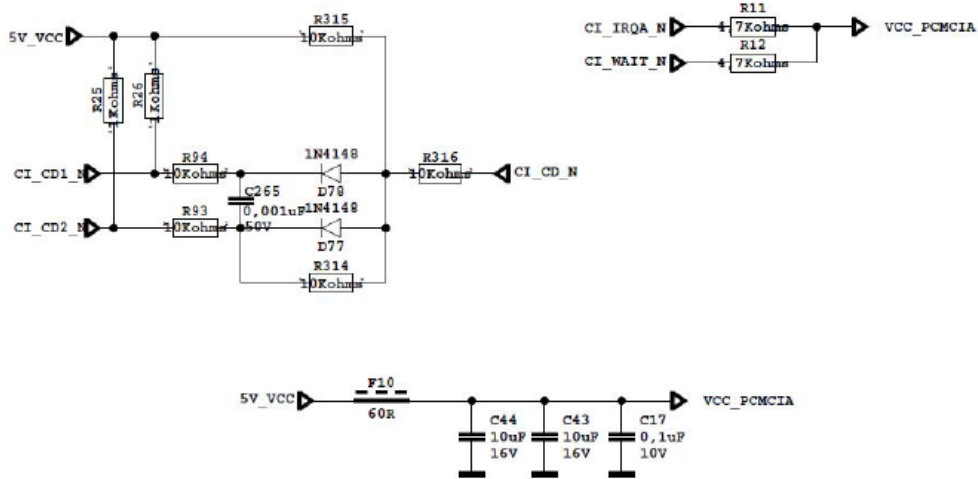 R315
5V_VCC
10Kohms'
R25
'1Kohms'
R26
'1Kohms'
R94
1N4148
R316
CI_CD1_N
'10Kohms'
'10Kohms'
CI_CD_N
D78
C265
1N4148
R93
0,001uF
CI_CD2_N
'10Kohms'
50V
D77
R314
'10Kohms'
R11
CI_IRQA_N
4,7Kohms
VCC_PCMCIA
R12
CI_WAIT_N
4,7Kohms
F10
5V_VCC
VCC_PCMCIA
60R
C44
10uF
16V
C43
10uF
16V
C17
0,1uF
10V